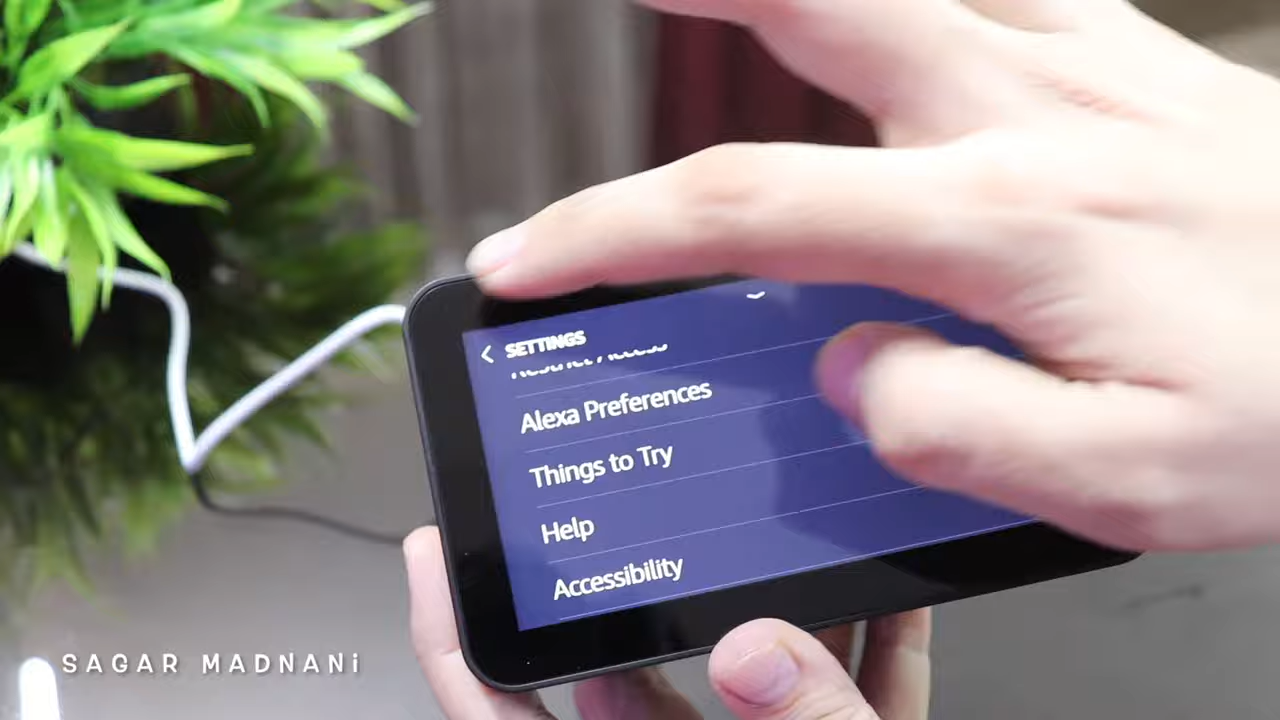 SETTINGS
Alexa Preferences
Things to Try
Help
Accessibility
SAGAR MADNANi